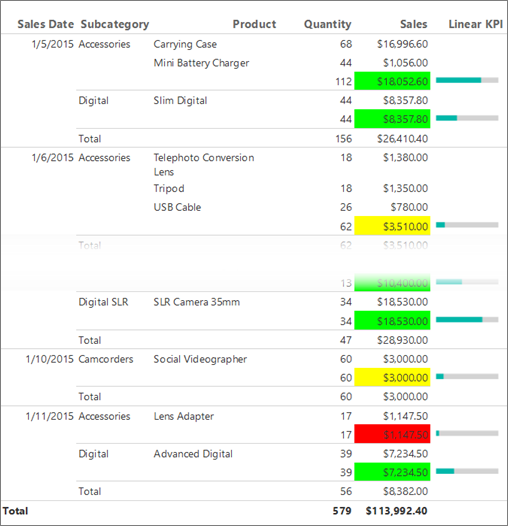 Sales Date Subcategory Product Quantity Sales Linear KPI
1/5/2015 Accessories Carrying Case 68 $16,996.60
Mini Battery Charger 44 $1,056.00
112 $18,052.60
Digital Slim Digital 44 $8,357.80
44 $8,357.80
Total 156 $26,410.40
1/6/2015 Accessories Telephoto Conversion 18 $1,380.00
Lens
Tripod 18 $1,350.00
USB Cable 26 $780.00
62 $3,510.00
Total 62 $3,510.00
13 $10,400.00
Digital SLR SLR Camera 35mm 34 $18,530.00
34 $18,530.00
Total 47 $28,930.00
1/10/2015 Camcorders Social Videographer 60 $3,000.00
60 $3,000.00
Total 60 $3,000.00
1/11/2015 Accessories Lens Adapter 17 $1,147.50
17 $1,147.50
Digital Advanced Digital 39 $7,234.50
39 $7,234.50
Total 56 $8,382.00
Total 579 $113,992.40